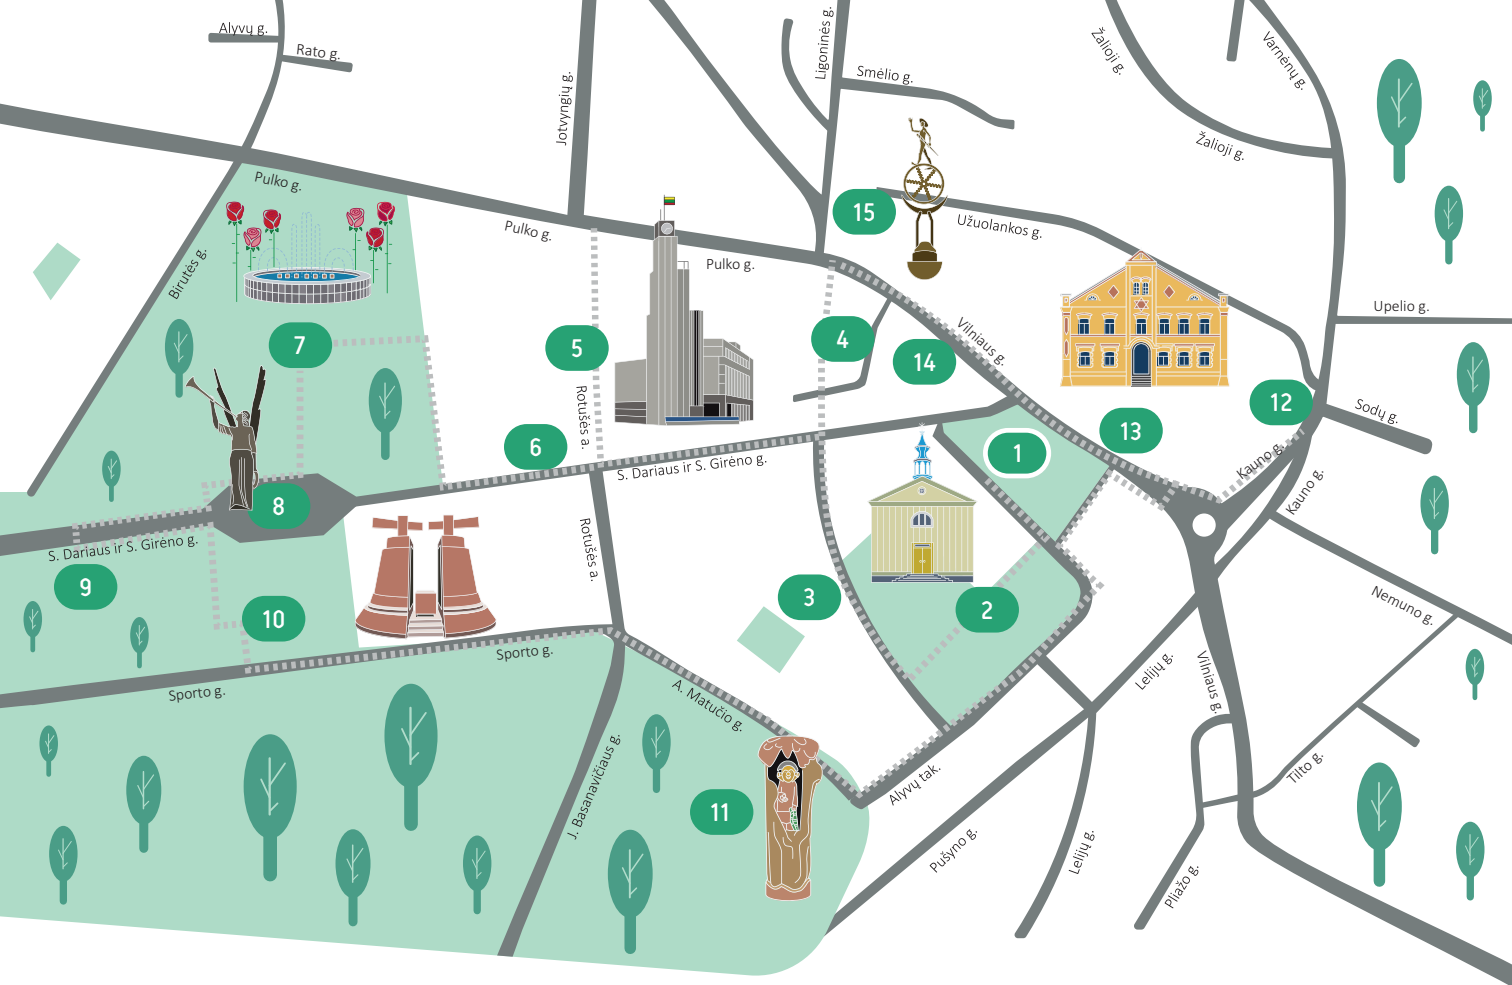 Alyvų g.
Rato g.
Jotvyngių g.
Ligoninės g.
Smėlio g.
Žalioji g.
Varnėnų g.
Žalioji g.
Pulko g.
Pulko g.
Pulko g.
15
Užuolankos g.
Birutės g.
Upelio g.
7
5
4
14
Vilniaus g.
Rotušės a.
12
Sodų g.
13
6
1
S. Dariaus ir S. Girėno g.
Kauno g.
Kauno g.
8
S. Dariaus ir S. Girėno g.
Rotušės a.
9
3
2
Nemuno g.
10
Sporto g.
Sporto g.
A. Matučio g.
Lelijų g.
Vilniaus g.
J. Basanavičiaus g.
Alyvų tak.
Tilto g.
11
Pušyno g.
Lelijų g.
Pliažo g.